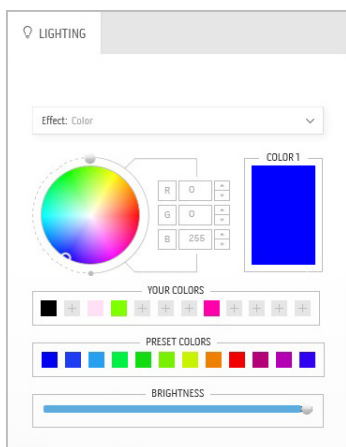 LIGHTING
Effect: Color
COLOR 1
R 0
G 0
B 255
YOUR COLORS
PRESET COLORS
BRIGHTNESS